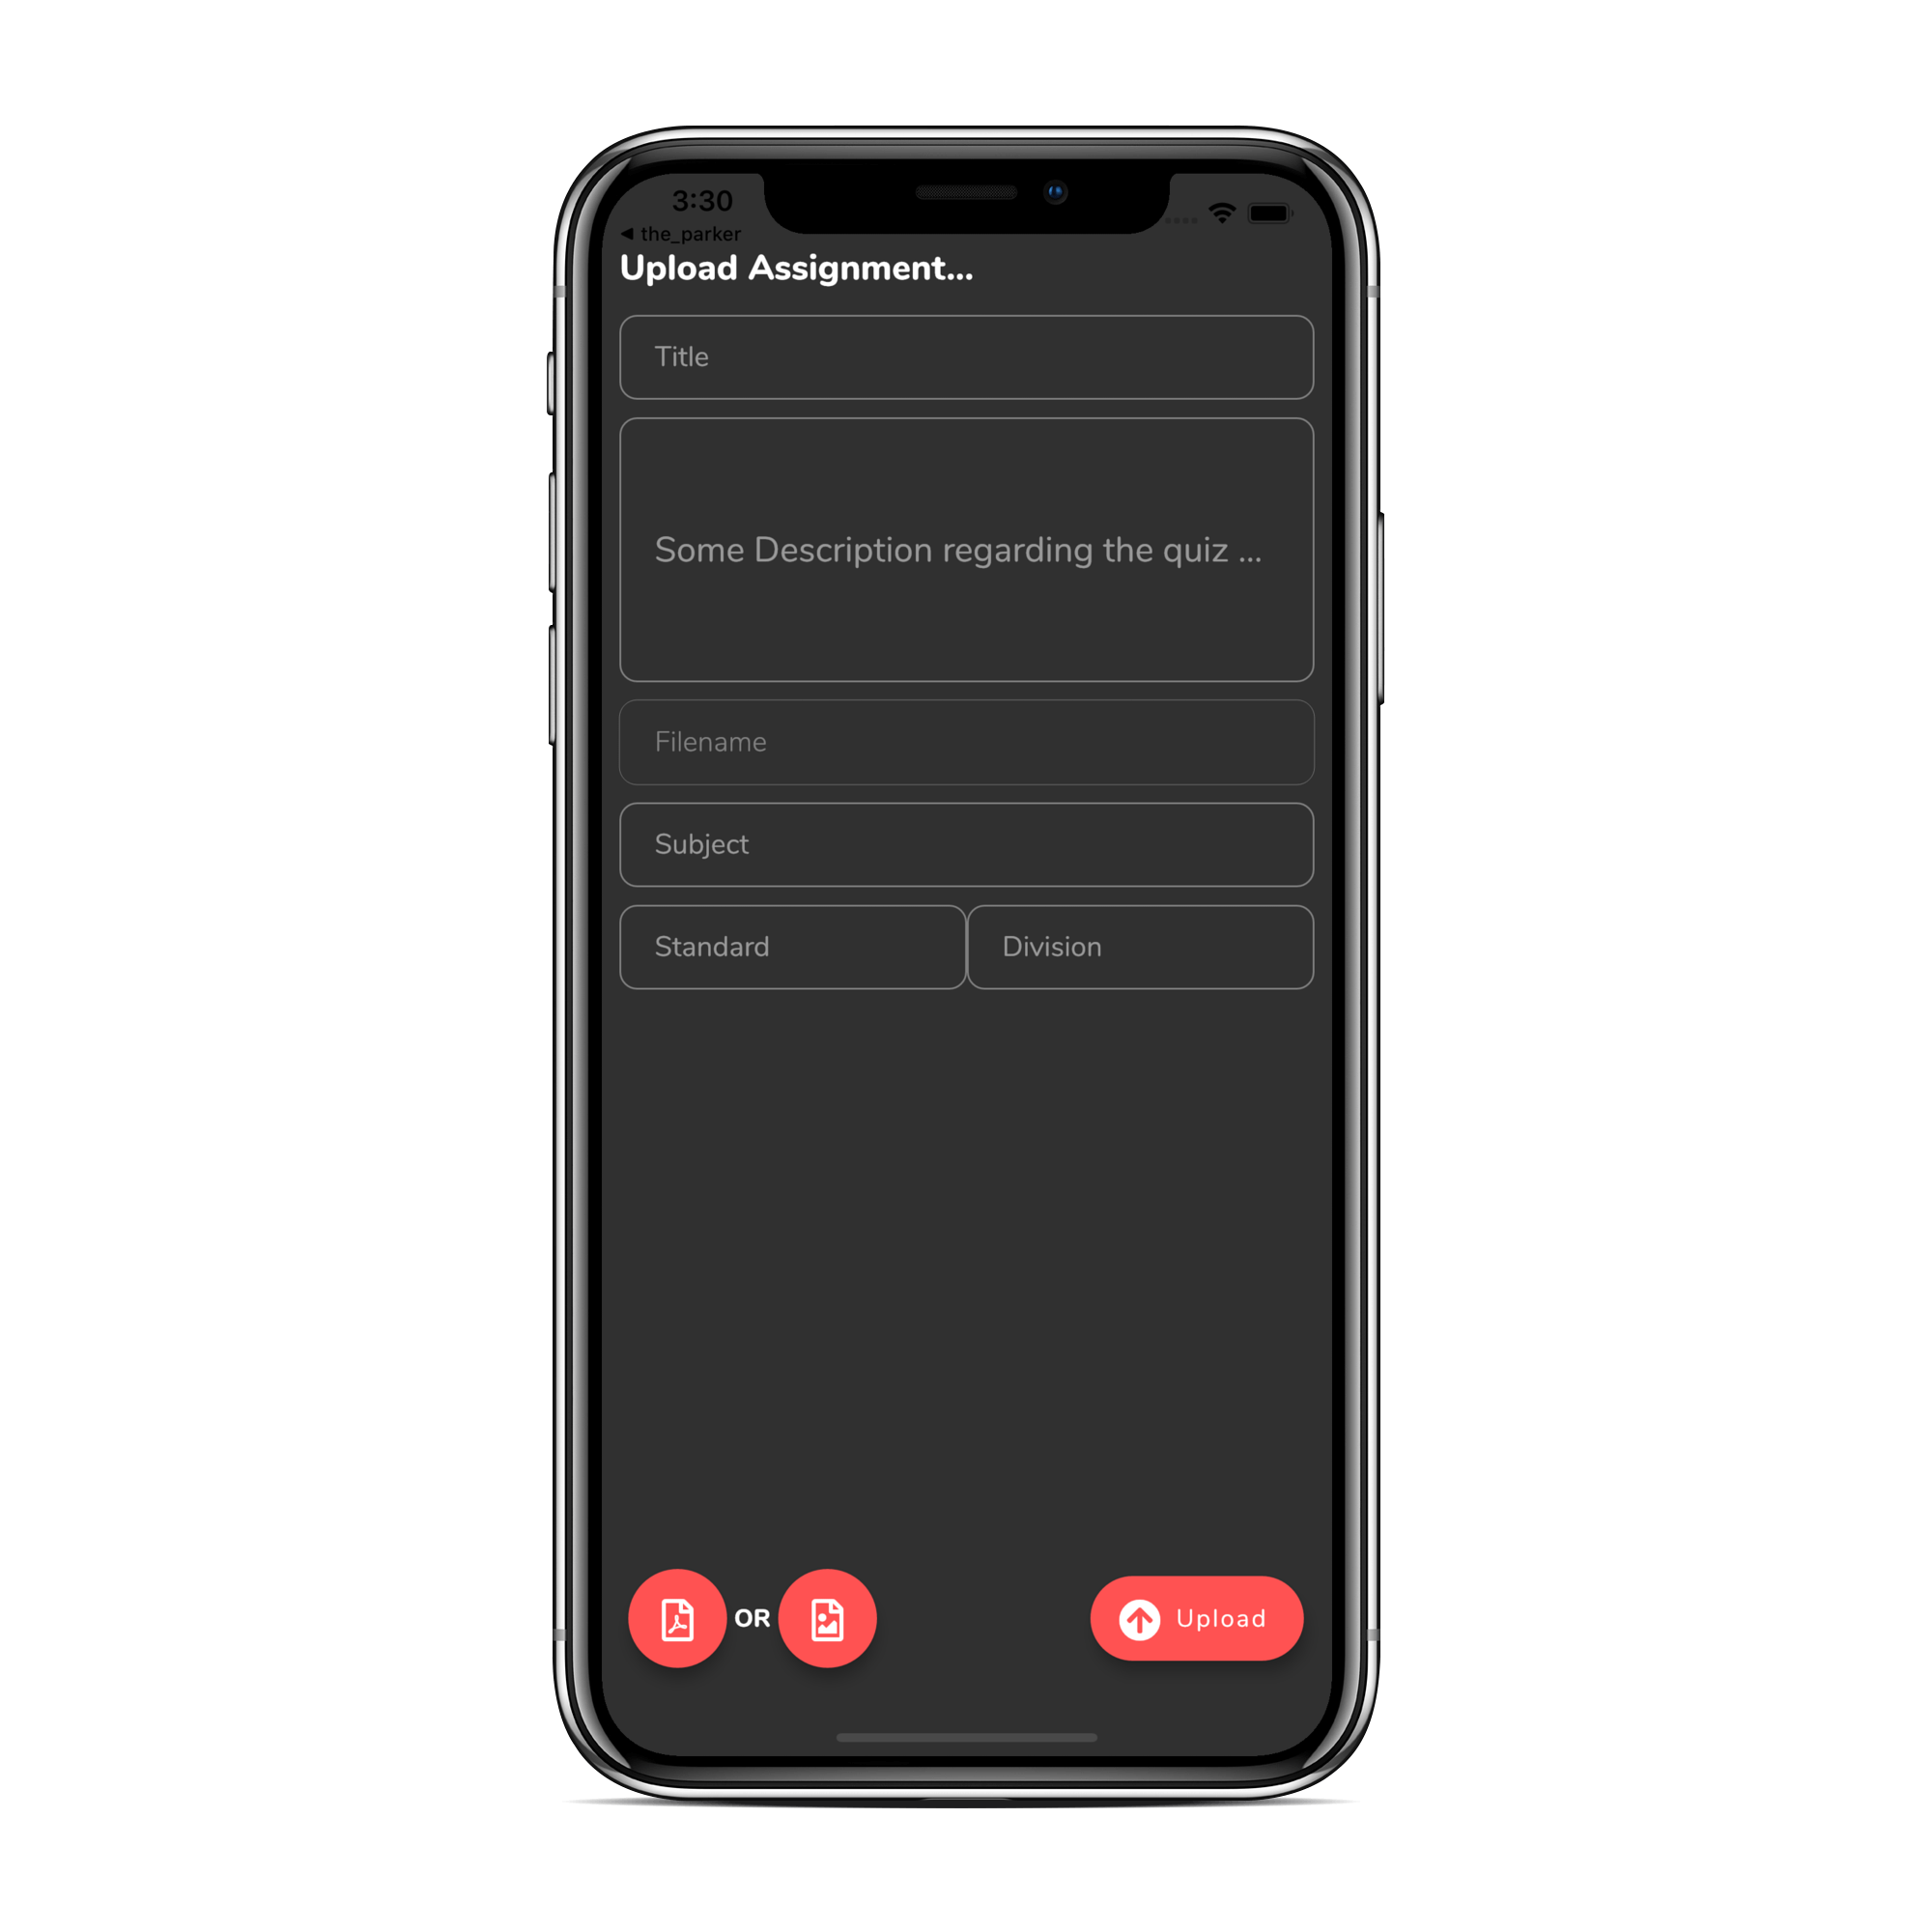 3:30
◀ the_parker
Upload Assignment...
Title
Some Description regarding the quiz ...
Filename
Subject
Standard Division
OR Upload